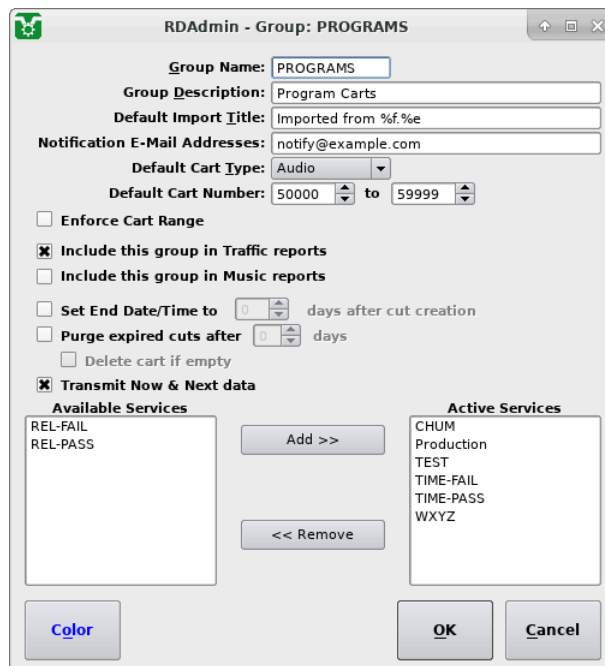 RDAdmin - Group: PROGRAMS
Group Name: PROGRAMS
Group Description: Program Carts
Default Import Title: Imported from %f.%e
Notification E-Mail Addresses: notify@example.com
Default Cart Type: Audio
Default Cart Number: 50000 to 59999
Enforce Cart Range
Include this group in Traffic reports
Include this group in Music reports
Set End Date/Time to 0 days after cut creation
Purge expired cuts after 0 days
Delete cart if empty
Transmit Now & Next data
Available Services
REL-FAIL
REL-PASS
Add >>
<< Remove
Active Services
CHUM
Production
TEST
TIME-FAIL
TIME-PASS
WXYZ
Color
OK
Cancel